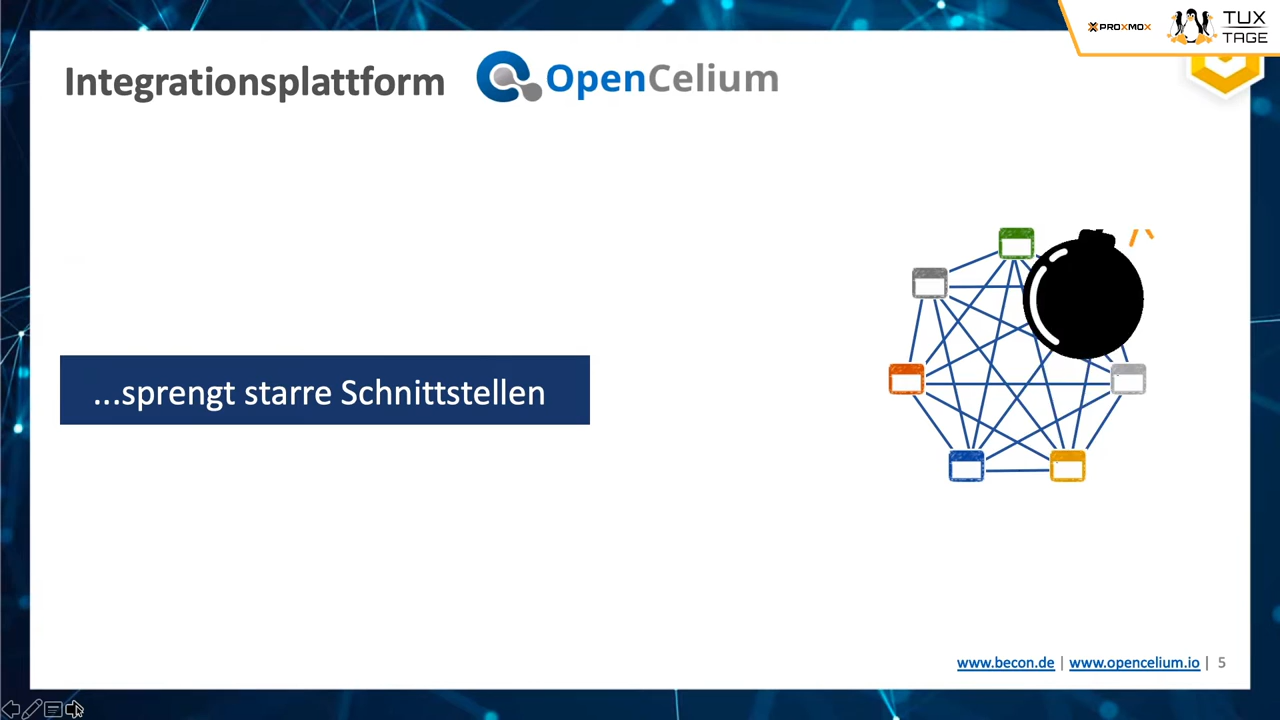 PROXMOX
TUX
TAGE
Integrationsplattform
OpenCelium
...sprengt starre Schnittstellen
www.becon.de | www.opencelium.io | 5